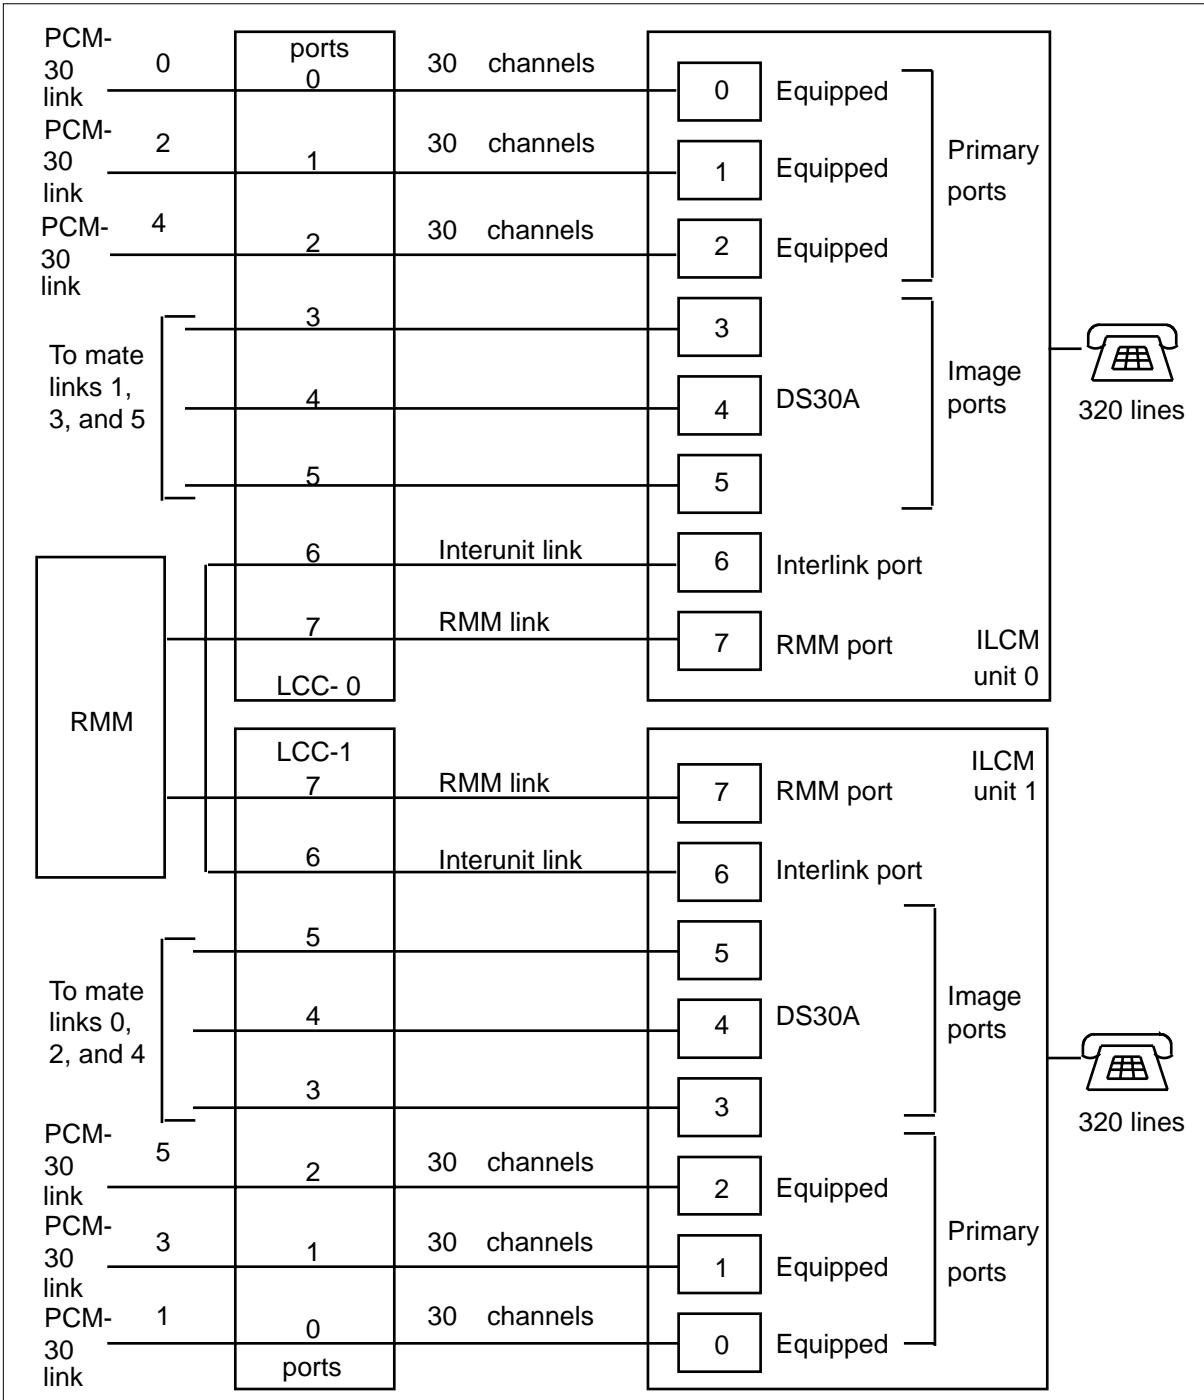 PCM-
30
link
0
ports
0
30 channels
0
Equipped
PCM-
30
link
2
1
30 channels
1
Equipped
Primary
ports
PCM-
30
link
4
2
30 channels
2
Equipped
3
3
To mate
links 1,
3, and 5
4
4
DS30A
Image
ports
320 lines
5
5
6
Interunit link
6
Interlink port
7
RMM link
7
RMM port
ILCM
unit 0
LCC- 0
RMM
LCC-1
7
RMM link
7
RMM port
ILCM
unit 1
6
Interunit link
6
Interlink port
5
5
To mate
links 0,
2, and 4
4
4
DS30A
Image
ports
320 lines
3
3
PCM-
30
link
5
2
30 channels
2
Equipped
PCM-
30
link
3
1
30 channels
1
Equipped
Primary
ports
PCM-
30
link
1
0
ports
30 channels
0
Equipped